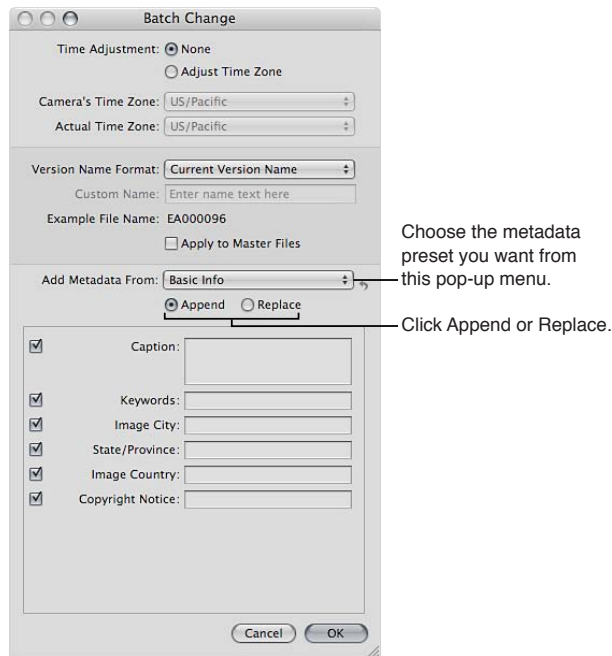 Batch Change
Time Adjustment: None
Adjust Time Zone
Camera's Time Zone: US/Pacific
Actual Time Zone: US/Pacific
Version Name Format: Current Version Name
Custom Name: Enter name text here
Example File Name: EA000096
Apply to Master Files
Add Metadata From: Basic Info
Append Replace
Caption:
Keywords:
Image City:
State/Province:
Image Country:
Copyright Notice:
Cancel OK
Choose the metadata
preset you want from
this pop-up menu.
Click Append or Replace.